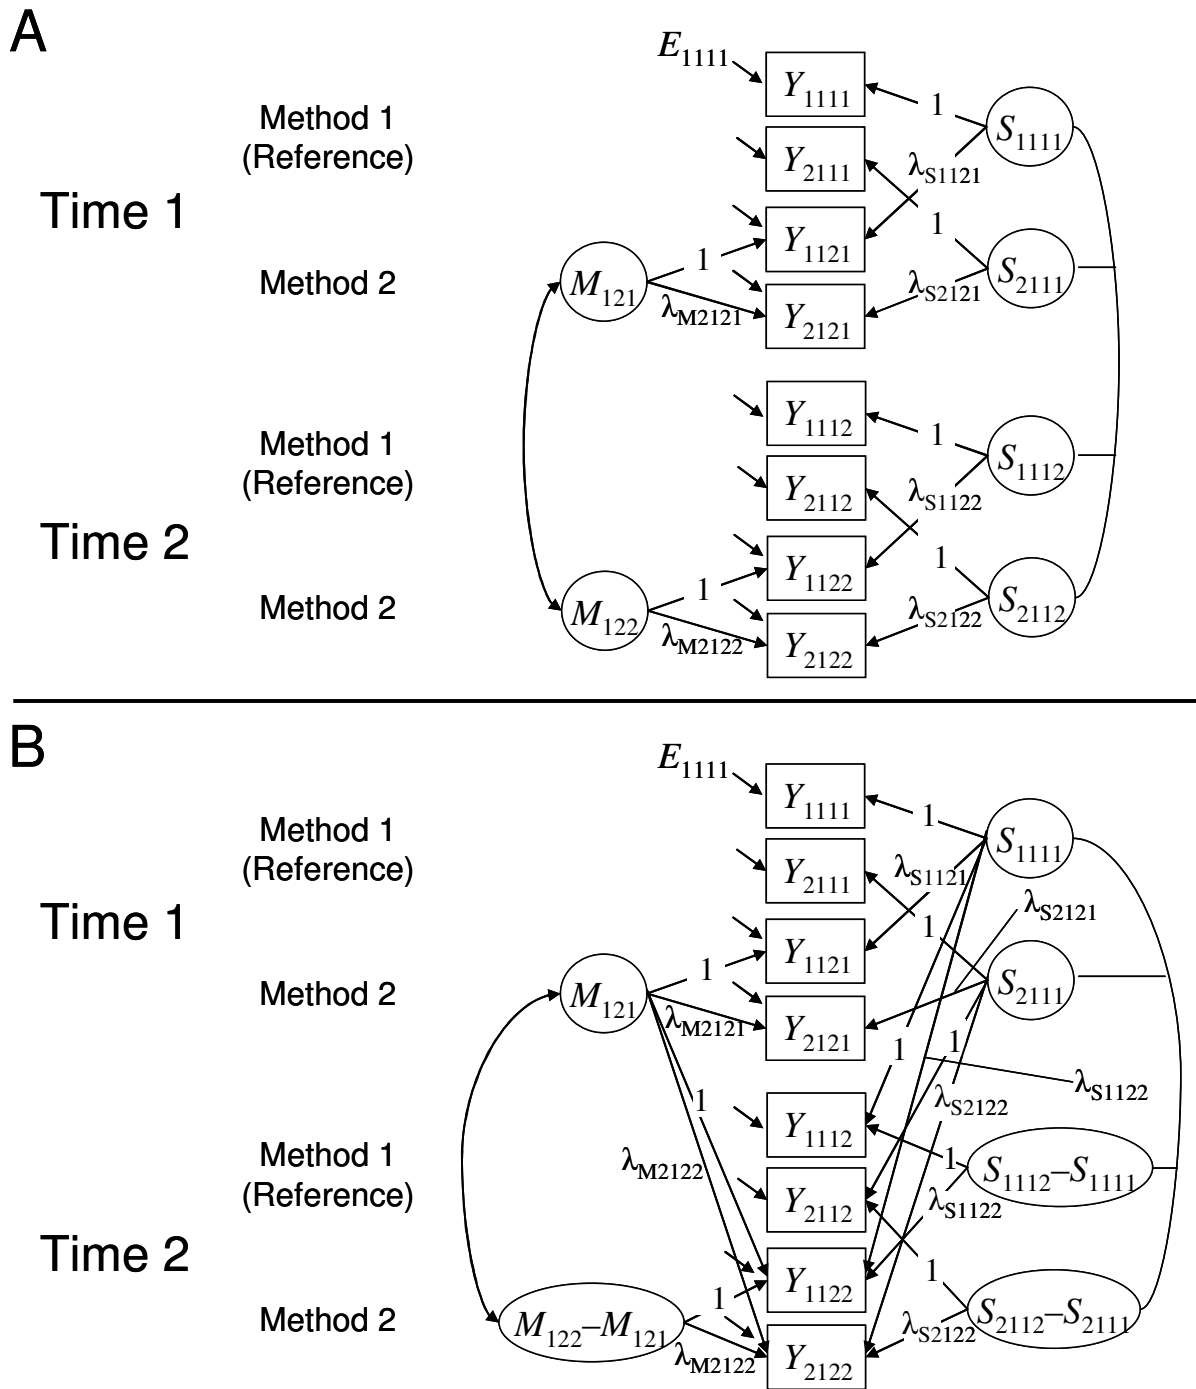 A
E1111
Y1111
1
S1111
Method 1
(Reference)
Y2111
λS1121
Time 1
Y1121
1
1
S2111
Method 2
M121
λM2121
Y2121
λS2121
Y1112
1
S1112
Method 1
(Reference)
Y2112
λS1122
Time 2
Y1122
1
1
S2112
Method 2
M122
λM2122
Y2122
λS2122
B
E1111
Y1111
1
S1111
Method 1
(Reference)
Y2111
λS1121
λS2121
Time 1
Y1121
1
1
S2111
Method 2
M121
λM2121
Y2121
1
1
λS1122
λS2122
1
Y1112
Method 1
(Reference)
λM2122
1
S1112–S1111
Y2112
λS1122
Time 2
Y1122
1
1
S2112–S2111
Method 2
M122–M121
λM2122
Y2122
λS2122